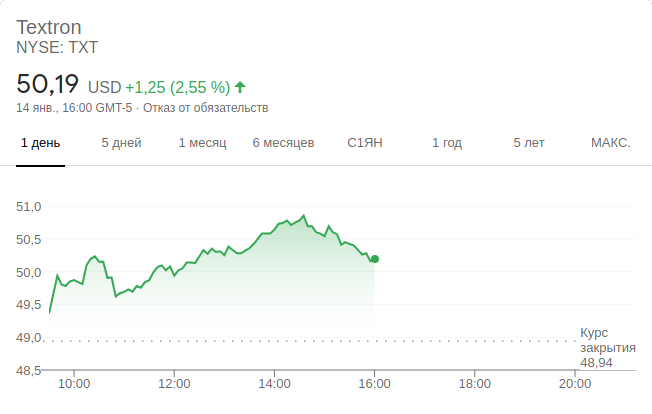 Textron
NYSE: TXT
50,19 USD +1,25 (2,55 %)
14 янв., 16:00 GMT-5 · Отказ от обязательств
1 день 5 дней 1 месяц 6 месяцев С1ЯН 1 год 5 лет МАКС.
51,0
50,5
50,0
49,5
49,0
48,5
Курс
закрытия
48,94
10:00 12:00 14:00 16:00 18:00 20:00